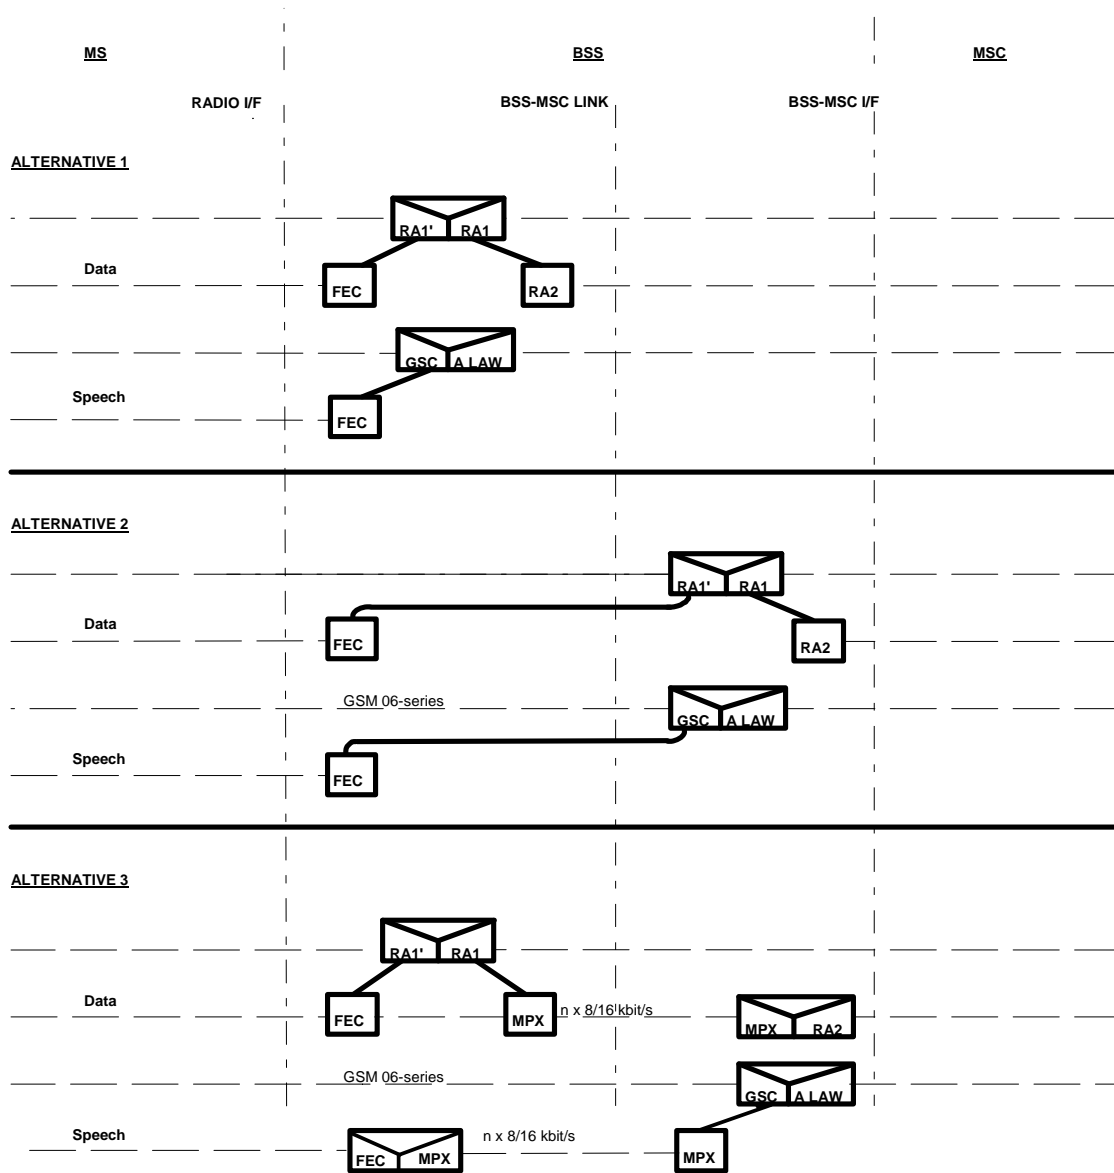 MS BSS MSC
RADIO I/F BSS-MSC LINK BSS-MSC I/F
ALTERNATIVE 1
RA1' RA1
Data
FEC RA2
GSC A LAW
Speech
FEC
ALTERNATIVE 2
RA1' RA1
Data
FEC RA2
GSM 06-series
GSC A LAW
Speech
FEC
ALTERNATIVE 3
RA1' RA1
Data
FEC MPX n x 8/16 kbit/s MPX RA2
GSM 06-series
GSC A LAW
Speech n x 8/16 kbit/s
FEC MPX MPX